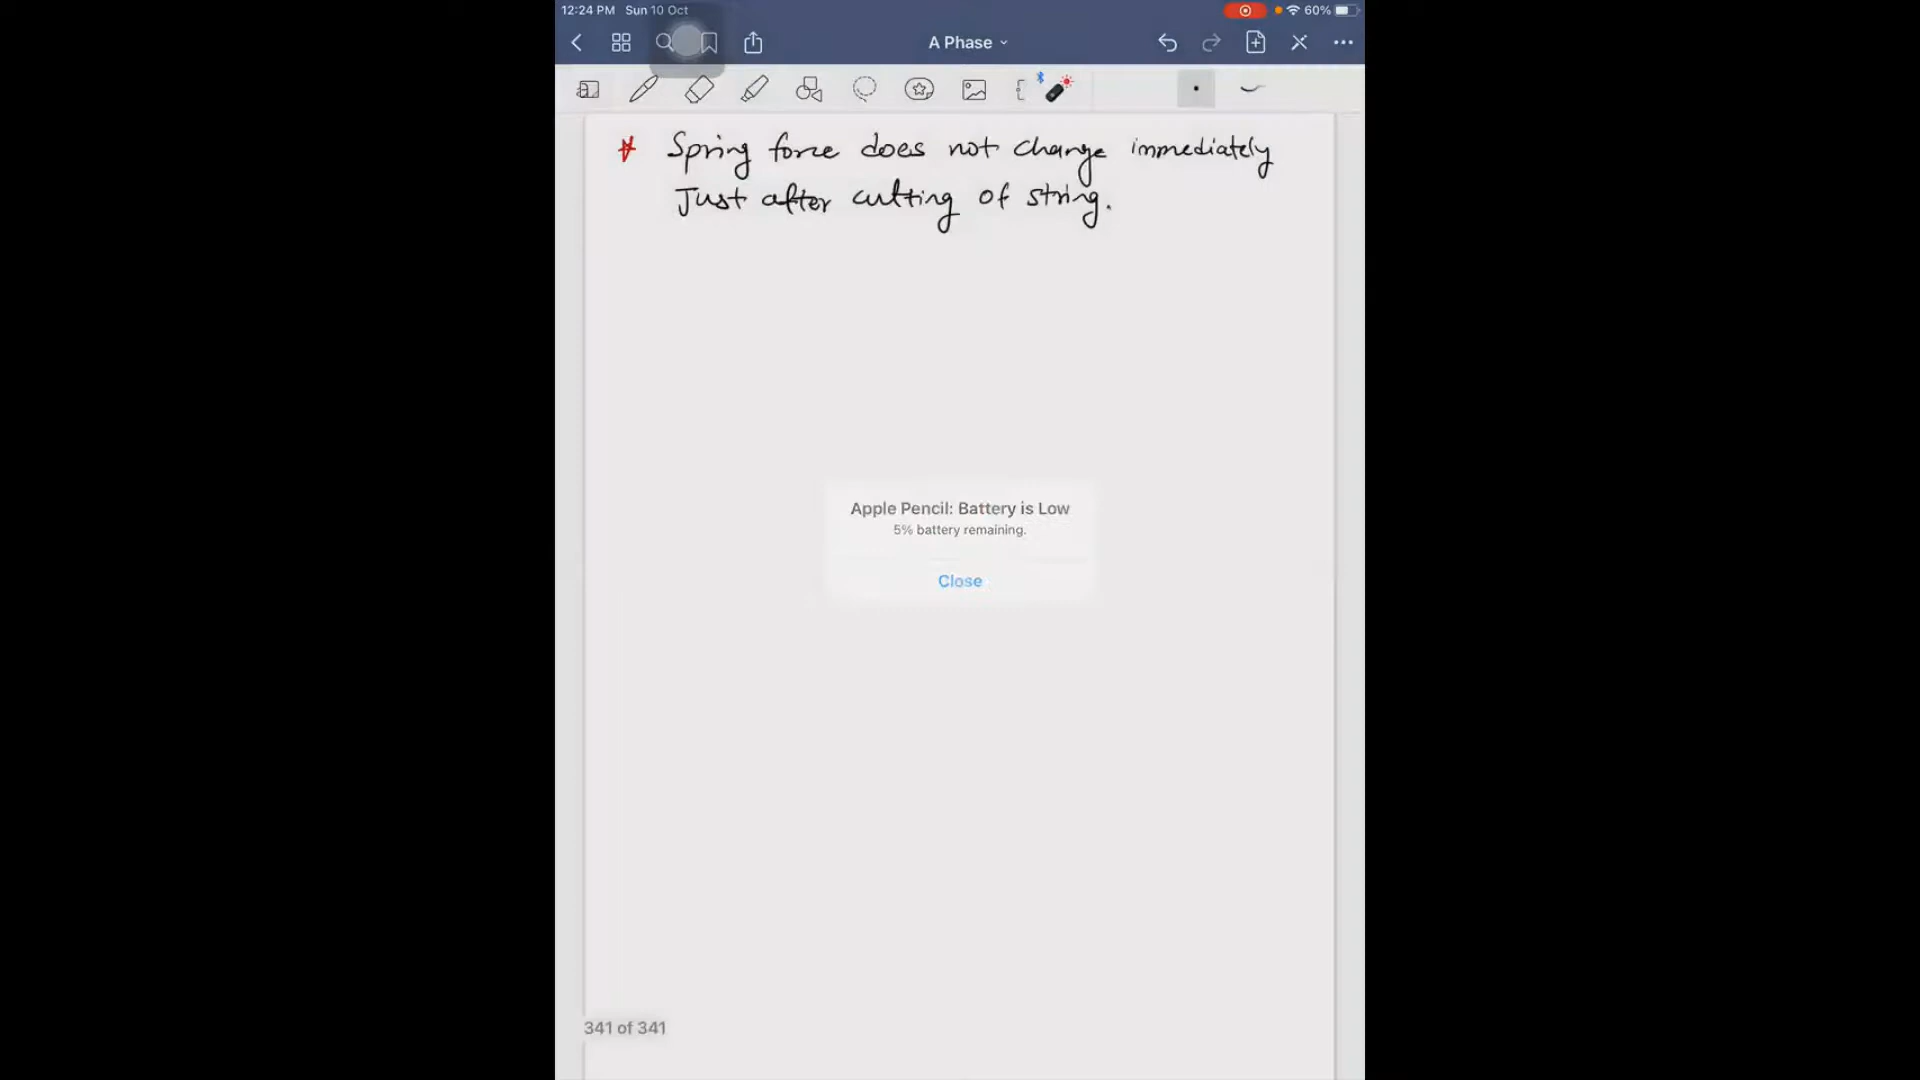 12:24 PM Sun 10 Oct 60%
A Phase
Spring force does not change immediately
Just after cutting of string.
Apple Pencil: Battery is Low
5% battery remaining.
Close
341 of 341